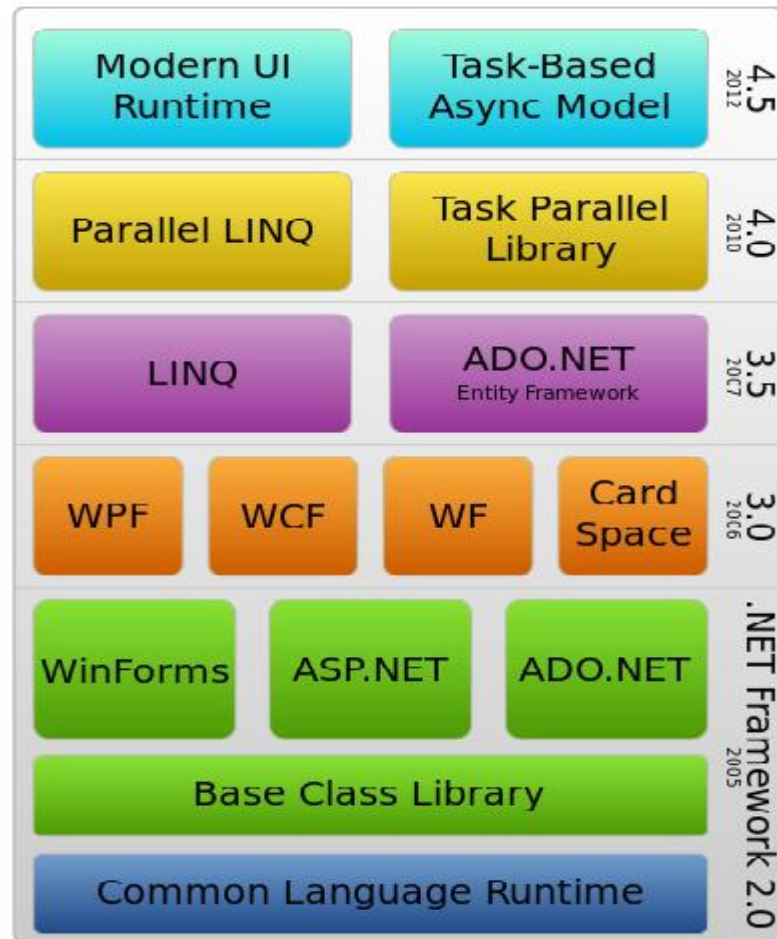 Modern UI
Runtime
Task-Based
Async Model
4.5
2012
Parallel LINQ
Task Parallel
Library
4.0
2010
LINQ
ADO.NET
Entity Framework
3.5
2007
WPF
WCF
WF
Card
Space
3.0
2006
WinForms
ASP.NET
ADO.NET
Base Class Library
Common Language Runtime
.NET Framework 2.0
2005